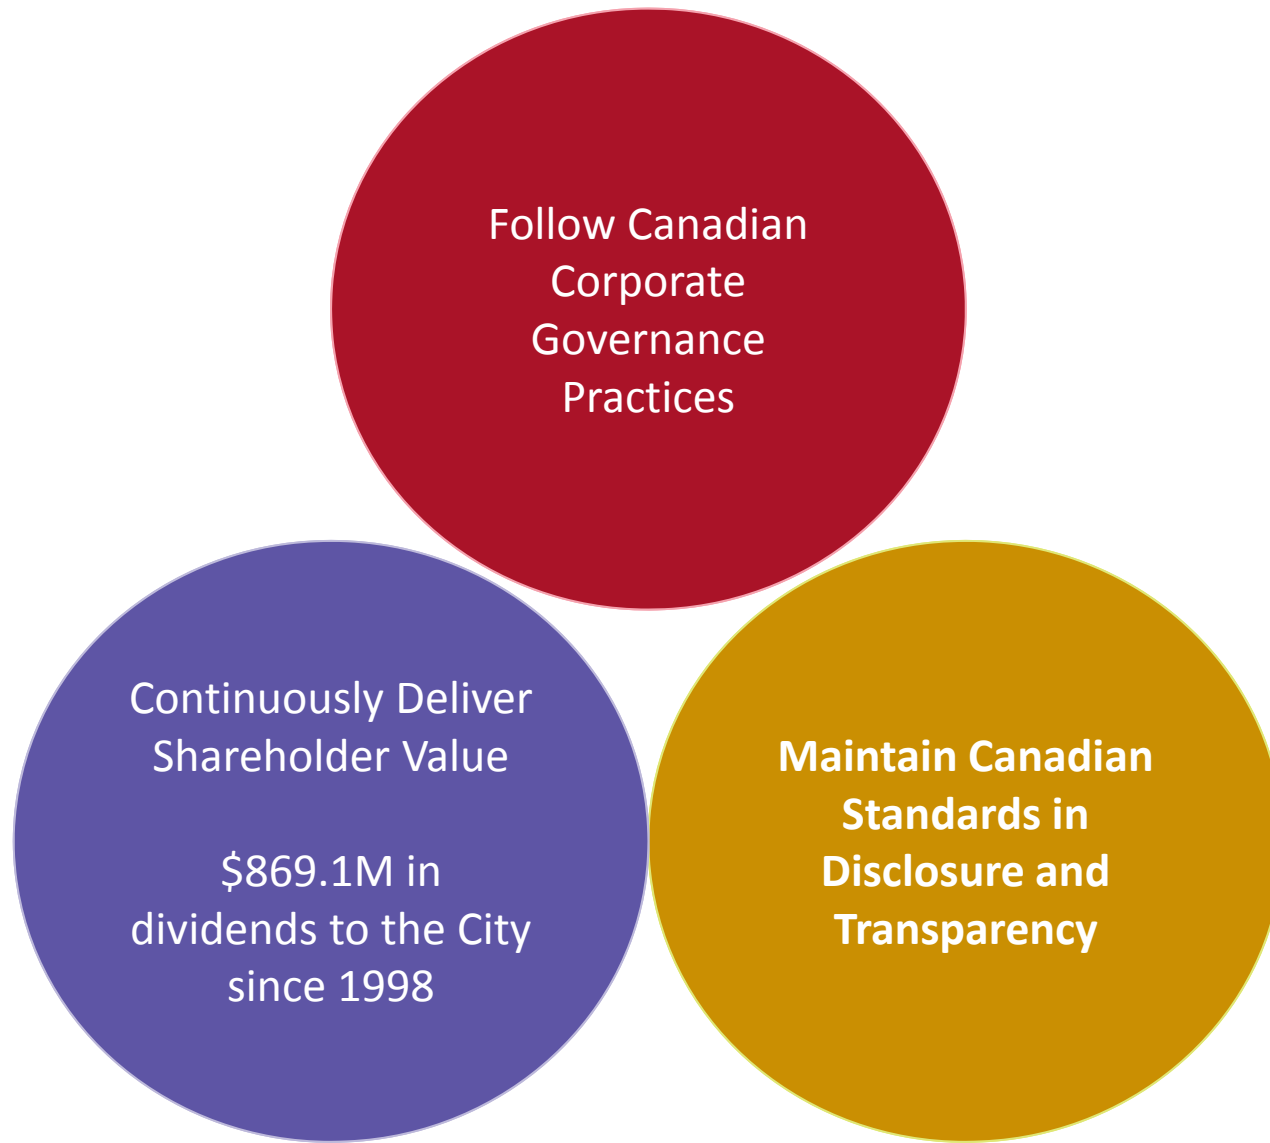 Follow Canadian
Corporate
Governance
Practices
Continuously Deliver
Shareholder Value
$869.1M in
dividends to the City
since 1998
Maintain Canadian
Standards in
Disclosure and
Transparency